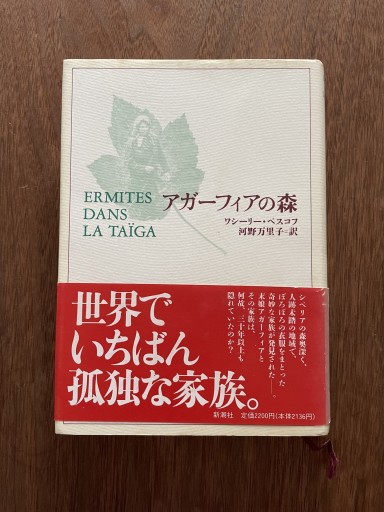 ERMITES
DANS
LA TAÏGA
アガーフィアの森
ワシーリー・ペスコフ
河野万里子=訳
世界で
いちばん
孤独な家族。
シベリアの森奥深く、
人跡未踏の地域で、
ぼろぼろの衣服をまとった
奇妙な家族が発見された——。
末娘アガーフィアと
その家族は、
何故、三十年以上も
隠れていたのか?
新潮社 定価2200円(本体2136円)